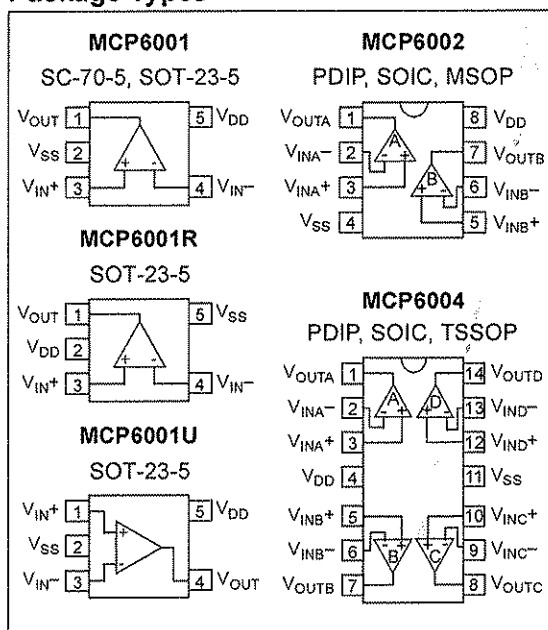 MCP6001
SC-70-5, SOT-23-5
VOUT 1
5 VDD
VSS 2
VIN+ 3
+ -
4 VIN−
MCP6001R
SOT-23-5
VOUT 1
5 VSS
VDD 2
VIN+ 3
+ -
4 VIN−
MCP6001U
SOT-23-5
VIN+ 1
+
5 VDD
VSS 2
VIN− 3
-
4 VOUT
MCP6002
PDIP, SOIC, MSOP
VOUTA 1
8 VDD
VINA− 2
- A +
7 VOUTB
VINA+ 3
+ B -
6 VINB−
VSS 4
5 VINB+
MCP6004
PDIP, SOIC, TSSOP
VOUTA 1
14 VOUTD
VINA− 2
- A +
+ D -
13 VIND−
VINA+ 3
12 VIND+
VDD 4
11 VSS
VINB+ 5
10 VINC+
VINB− 6
- B +
+ C -
9 VINC−
VOUTB 7
8 VOUTC